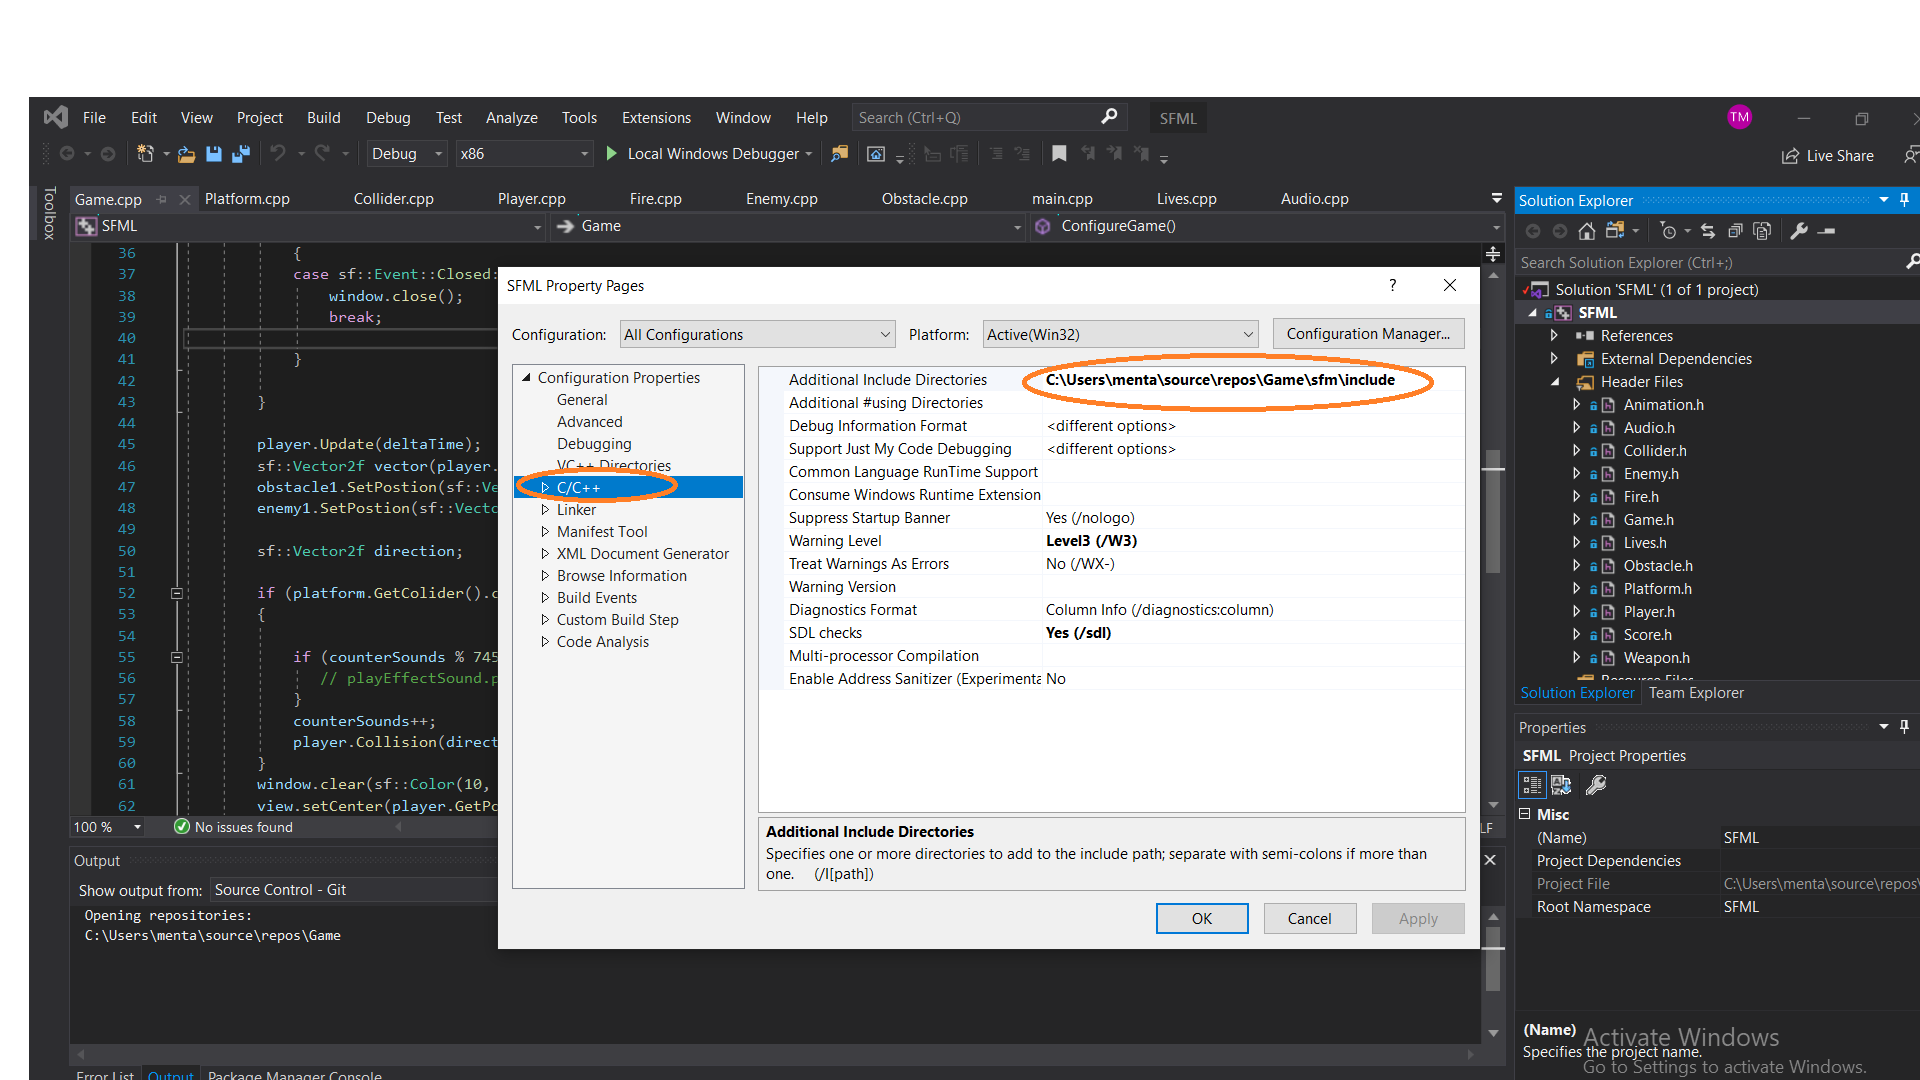 File Edit View Project Build Debug Test Analyze Tools Extensions Window Help Search (Ctrl+Q) SFML TM
Debug x86 Local Windows Debugger Live Share
Toolbox
Game.cpp Platform.cpp Collider.cpp Player.cpp Fire.cpp Enemy.cpp Obstacle.cpp main.cpp Lives.cpp Audio.cpp
SFML Game ConfigureGame()
36 {
37 case sf::Event::Closed:
38 window.close();
39 break;
40
41 }
42
43 }
44
45 player.Update(deltaTime);
46 sf::Vector2f vector(player.
47 obstacle1.SetPostion(sf::Ve
48 enemy1.SetPostion(sf::Vecto
49
50 sf::Vector2f direction;
51
52 if (platform.GetColider().c
53 {
54
55 if (counterSounds % 745
56 // playEffectSound.p
57 }
58 counterSounds++;
59 player.Collision(direct
60 }
61 window.clear(sf::Color(10,
62 view.setCenter(player.GetPo
100 % No issues found
LF
Output
Show output from: Source Control - Git
Opening repositories:
C:\Users\menta\source\repos\Game
Error List Output Package Manager Console
SFML Property Pages ?
Configuration: All Configurations Platform: Active(Win32) Configuration Manager...
Configuration Properties
General
Advanced
Debugging
VC++ Directories
C/C++
Linker
Manifest Tool
XML Document Generator
Browse Information
Build Events
Custom Build Step
Code Analysis
Additional Include Directories C:\Users\menta\source\repos\Game\sfm\include
Additional #using Directories
Debug Information Format <different options>
Support Just My Code Debugging <different options>
Common Language RunTime Support
Consume Windows Runtime Extension
Suppress Startup Banner Yes (/nologo)
Warning Level Level3 (/W3)
Treat Warnings As Errors No (/WX-)
Warning Version
Diagnostics Format Column Info (/diagnostics:column)
SDL checks Yes (/sdl)
Multi-processor Compilation
Enable Address Sanitizer (Experimenta No
Additional Include Directories
Specifies one or more directories to add to the include path; separate with semi-colons if more than
one. (/I[path])
OK Cancel Apply
Solution Explorer
Search Solution Explorer (Ctrl+;)
Solution 'SFML' (1 of 1 project)
SFML
References
External Dependencies
Header Files
Animation.h
Audio.h
Collider.h
Enemy.h
Fire.h
Game.h
Lives.h
Obstacle.h
Platform.h
Player.h
Score.h
Weapon.h
Resource Files
Solution Explorer Team Explorer
Properties
SFML Project Properties
Misc
(Name) SFML
Project Dependencies
Project File C:\Users\menta\source\repos\
Root Namespace SFML
(Name)
Specifies the project name.
Activate Windows
Go to Settings to activate Windows.